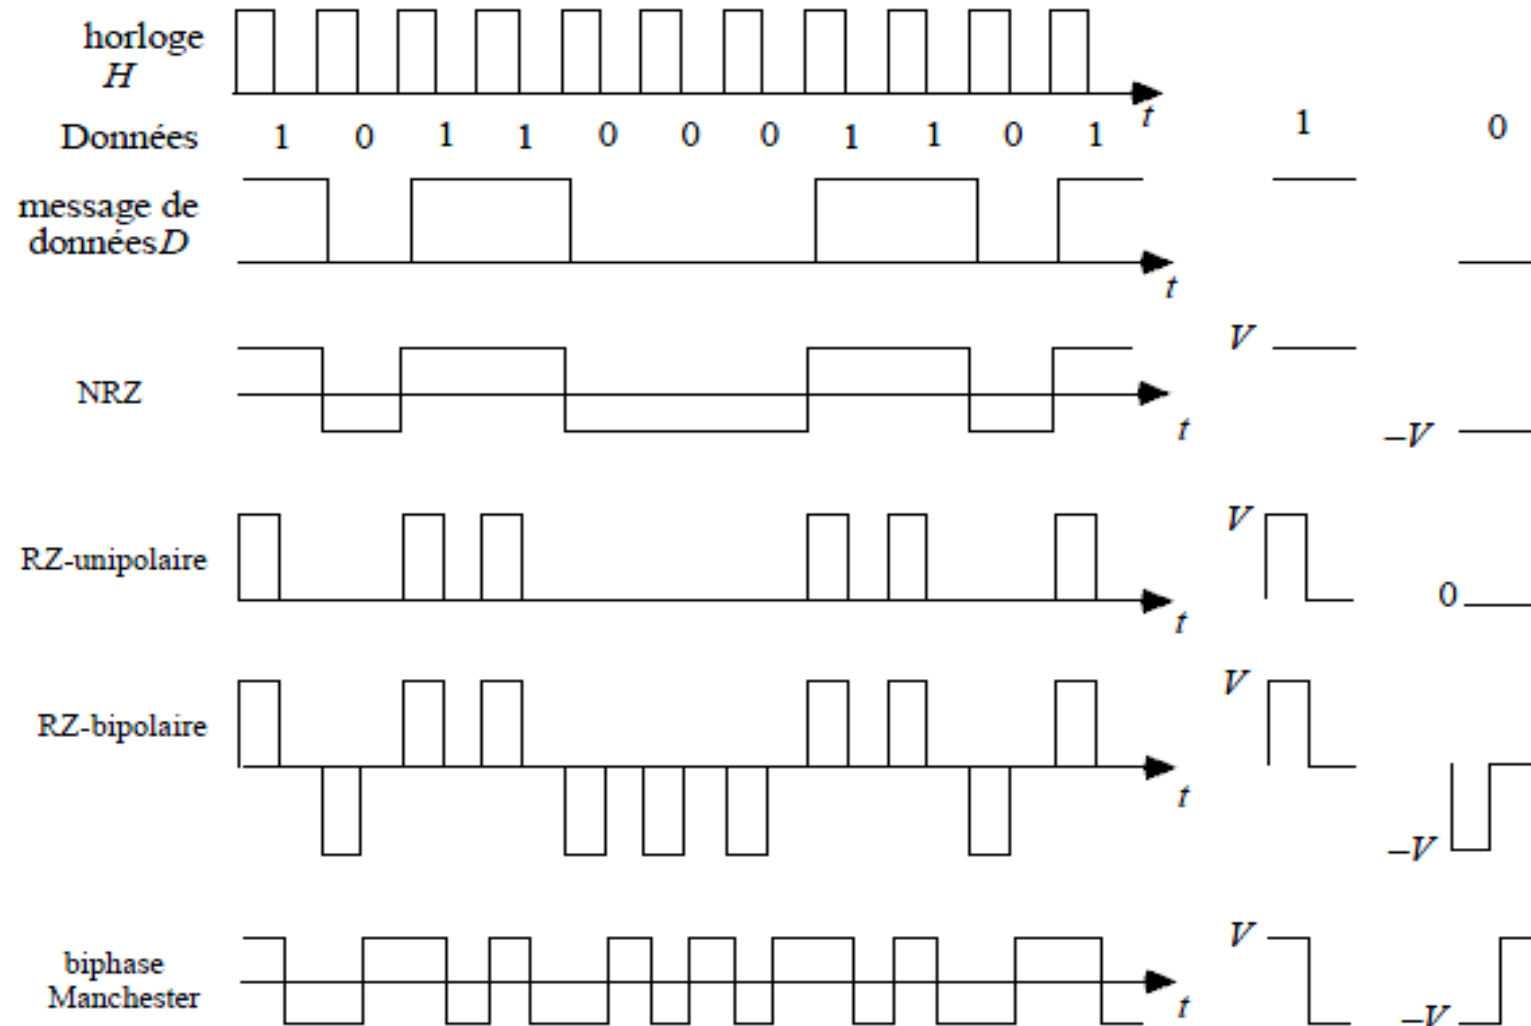 horloge
H
t
Données 1 0 1 1 0 0 0 1 1 0 1 1 0
message de
données D
t
V
NRZ
t
–V
V
RZ-unipolaire
0
t
V
RZ-bipolaire
t
–V
V
biphase
Manchester
t
–V